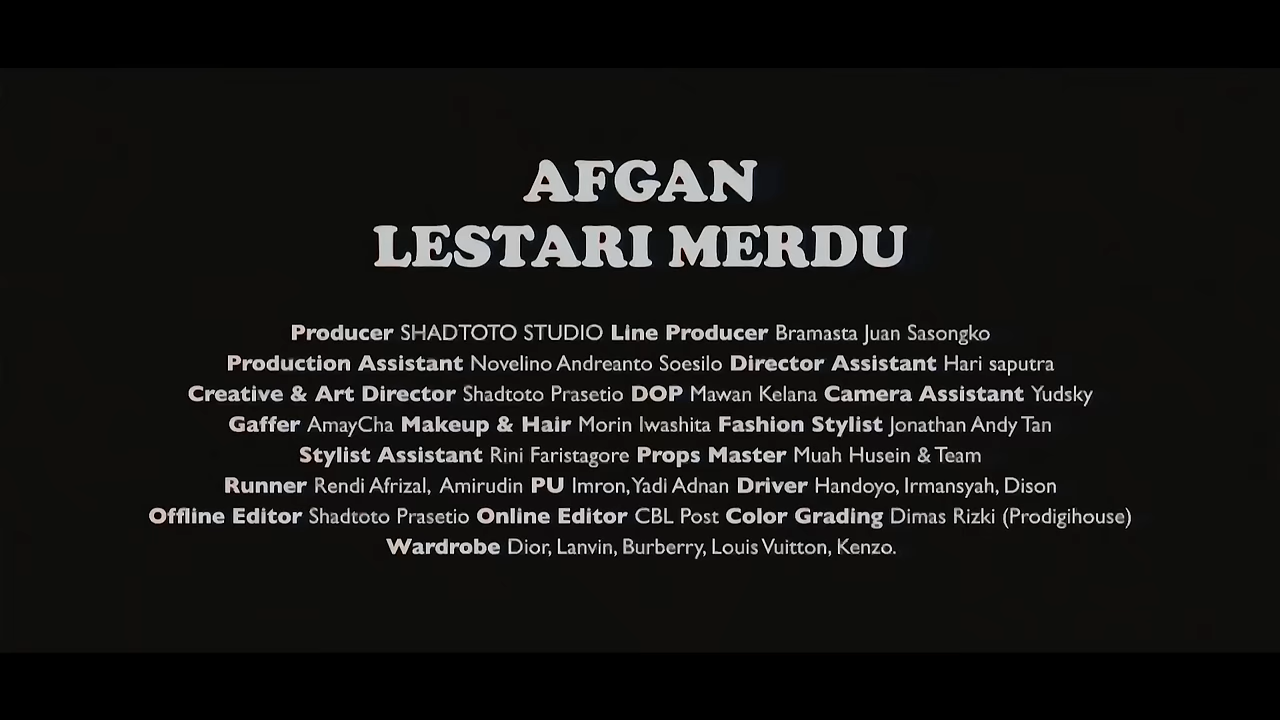 AFGAN
LESTARI MERDU
Producer SHADTOTO STUDIO Line Producer Bramasta Juan Sasongko
Production Assistant Novelino Andreanto Soesilo Director Assistant Hari saputra
Creative & Art Director Shadtoto Prasetio DOP Mawan Kelana Camera Assistant Yudsky
Gaffer AmayCha Makeup & Hair Morin Iwashita Fashion Stylist Jonathan Andy Tan
Stylist Assistant Rini Faristagore Props Master Muah Husein & Team
Runner Rendi Afrizal, Amirudin PU Imron, Yadi Adnan Driver Handoyo, Irmansyah, Dison
Offline Editor Shadtoto Prasetio Online Editor CBL Post Color Grading Dimas Rizki (Prodigihouse)
Wardrobe Dior, Lanvin, Burberry, Louis Vuitton, Kenzo.